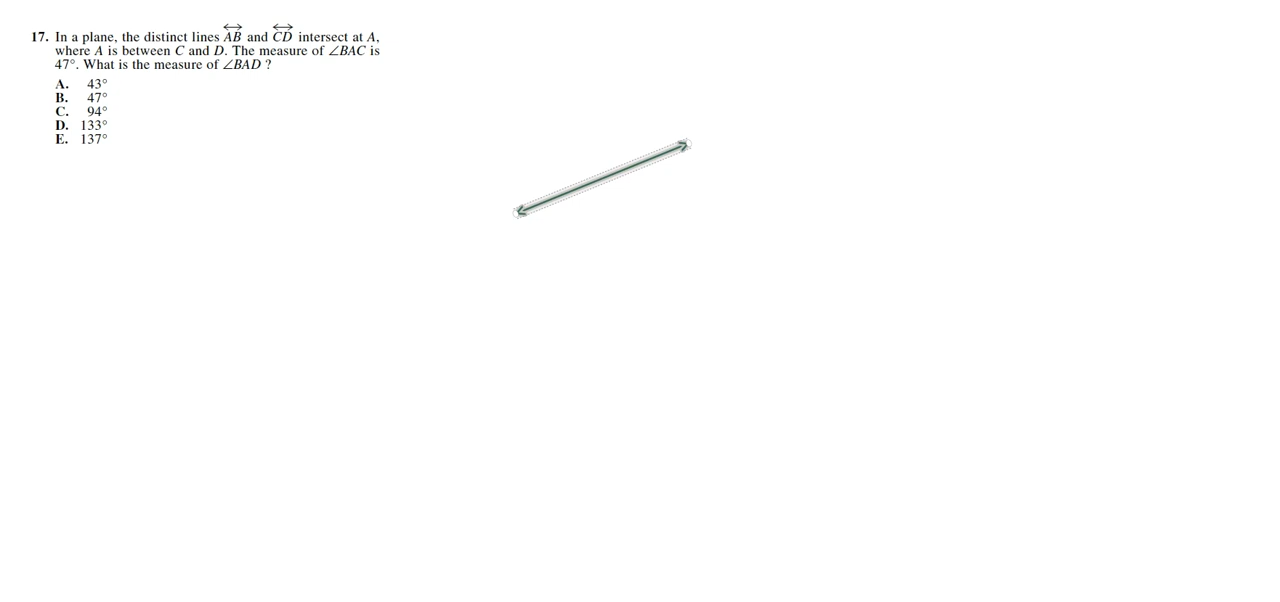 17. In a plane, the distinct lines AB and CD intersect at A,
where A is between C and D. The measure of ∠BAC is
47°. What is the measure of ∠BAD ?
A. 43°
B. 47°
C. 94°
D. 133°
E. 137°